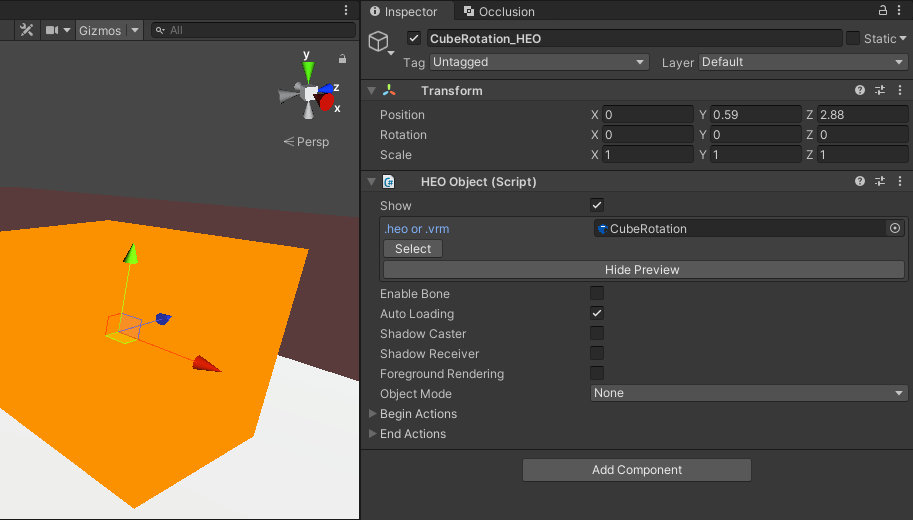 Inspector
Occlusion
Gizmos
All
CubeRotation_HEO
Static
Tag Untagged Layer Default
y
z
x
Persp
Transform
Position X 0 Y 0.59 Z 2.88
Rotation X 0 Y 0 Z 0
Scale X 1 Y 1 Z 1
HEO Object (Script)
Show
.heo or .vrm CubeRotation
Select
Hide Preview
Enable Bone
Auto Loading
Shadow Caster
Shadow Receiver
Foreground Rendering
Object Mode None
Begin Actions
End Actions
Add Component